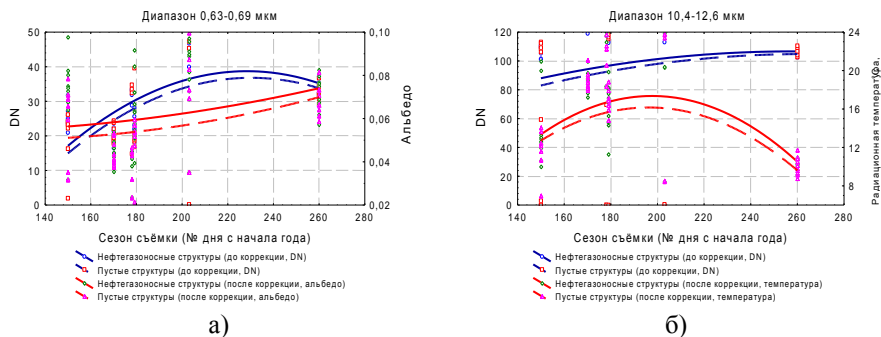 Диапазон 0,63-0,69 мкм
50 0,10
40 0,08
30 0,06
20 0,04
10
0 0,02
DN
Альбедо
140 160 180 200 220 240 260 280
Сезон съёмки (№ дня с начала года)
Нефтегазоносные структуры (до коррекции, DN)
Пустые структуры (до коррекции, DN)
Нефтегазоносные структуры (после коррекции, альбедо)
Пустые структуры (после коррекции, альбедо)
а)
Диапазон 10,4-12,6 мкм
120 24
100 20
80
60 16
40 12
20 8
0
DN
Радиационная температура,
140 160 180 200 220 240 260 280
Сезон съёмки (№ дня с начала года)
Нефтегазоносные структуры (до коррекции, DN)
Пустые структуры (до коррекции, DN)
Нефтегазоносные структуры (после коррекции, температура)
Пустые структуры (после коррекции, температура)
б)